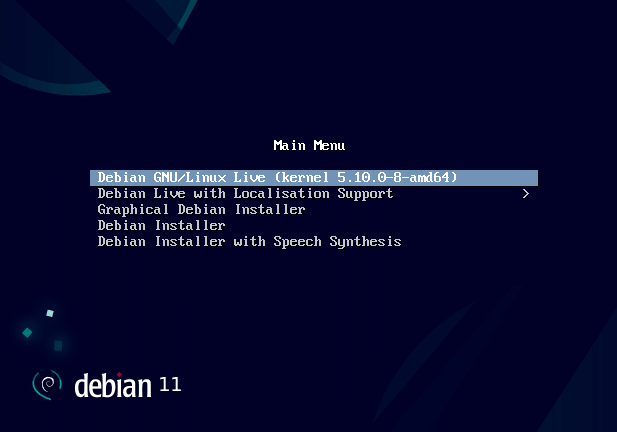 Main Menu
Debian GNU/Linux Live (kernel 5.10.0-8-amd64)
Debian Live with Localisation Support >
Graphical Debian Installer
Debian Installer
Debian Installer with Speech Synthesis
debian 11